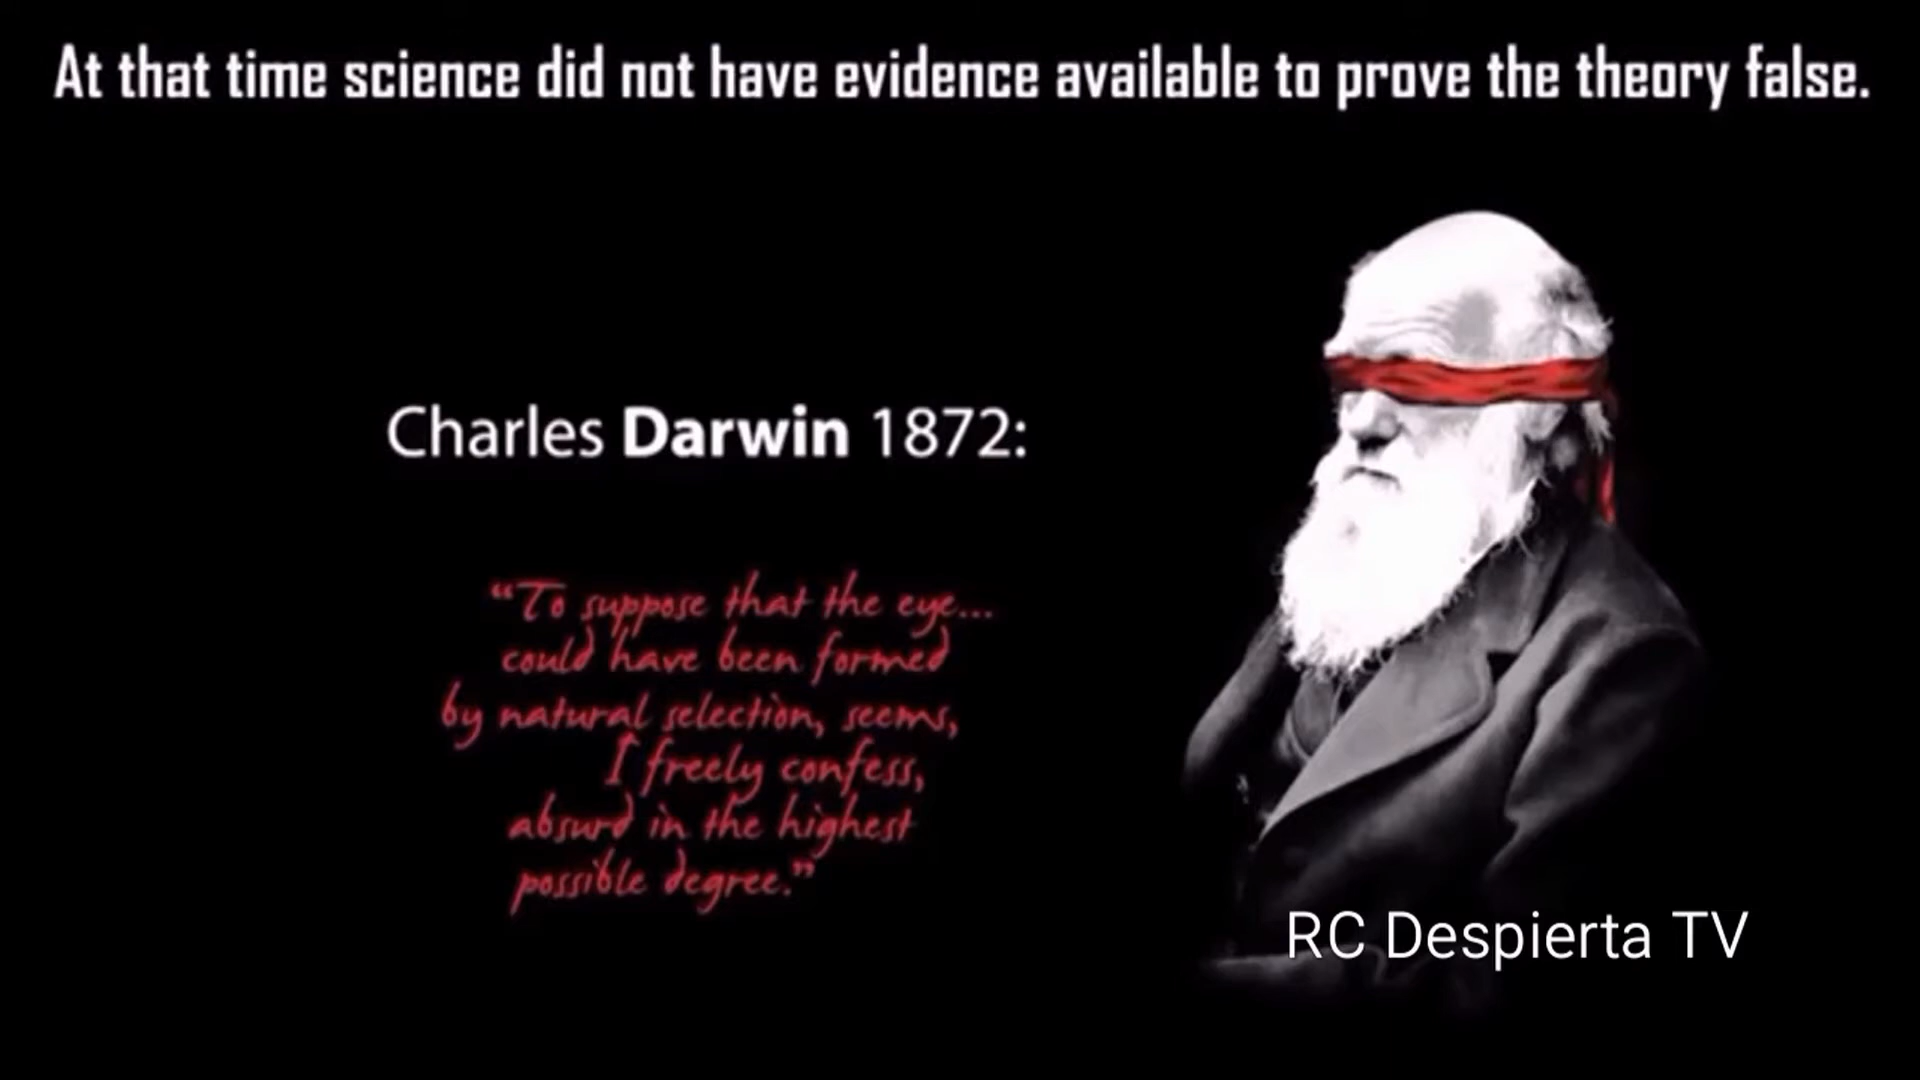 At that time science did not have evidence available to prove the theory false.
Charles Darwin 1872:
“To suppose that the eye...
could have been formed
by natural selection, seems,
I freely confess,
absurd in the highest
possible degree.”
RC Despierta TV